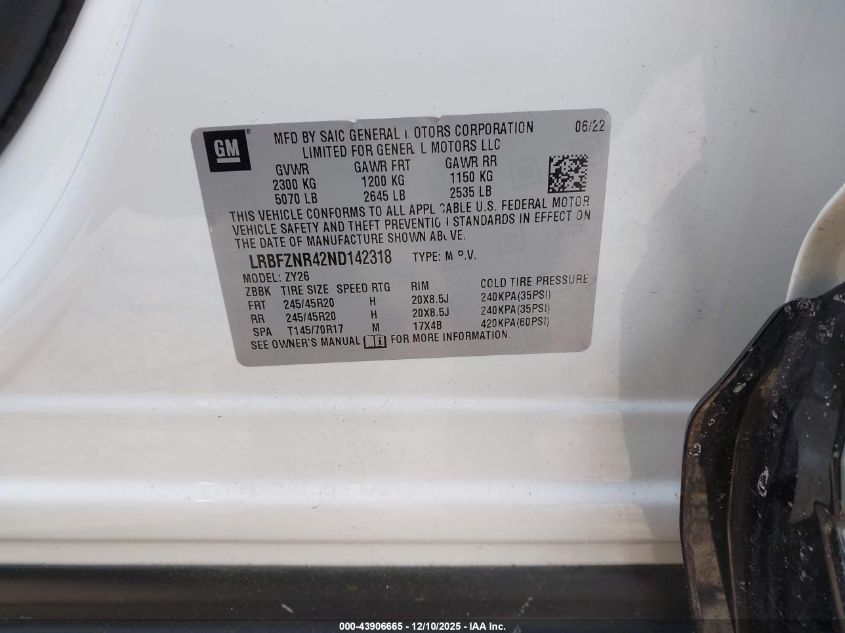 GM
MFD BY SAIC GENERAL MOTORS CORPORATION 06/22
LIMITED FOR GENERAL MOTORS LLC
GVWR GAWR FRT GAWR RR
2300 KG 1200 KG 1150 KG
5070 LB 2645 LB 2535 LB
THIS VEHICLE CONFORMS TO ALL APPLICABLE U.S. FEDERAL MOTOR
VEHICLE SAFETY AND THEFT PREVENTION STANDARDS IN EFFECT ON
THE DATE OF MANUFACTURE SHOWN ABOVE.
LRBFZNR42ND142318 TYPE: M.P.V.
MODEL: ZY26
ZBBK TIRE SIZE SPEED RTG RIM COLD TIRE PRESSURE
FRT 245/45R20 H 20X8.5J 240KPA(35PSI)
RR 245/45R20 H 20X8.5J 240KPA(35PSI)
SPA T145/70R17 M 17X4B 420KPA(60PSI)
SEE OWNER'S MANUAL FOR MORE INFORMATION.
000-43906665 - 12/10/2025 - IAA Inc.